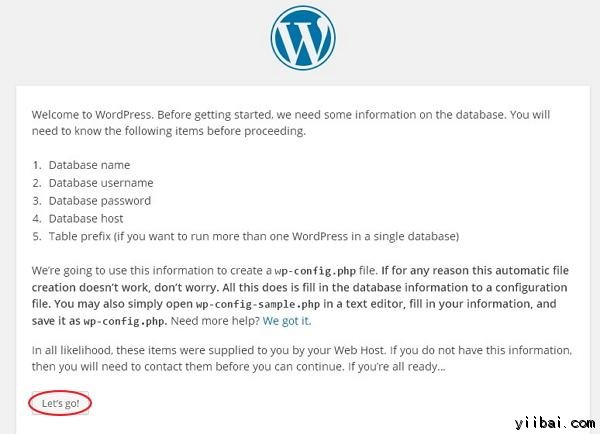 Welcome to WordPress. Before getting started, we need some information on the database. You will
need to know the following items before proceeding.
1. Database name
2. Database username
3. Database password
4. Database host
5. Table prefix (if you want to run more than one WordPress in a single database)
We're going to use this information to create a wp-config.php file. If for any reason this automatic file
creation doesn't work, don't worry. All this does is fill in the database information to a configuration
file. You may also simply open wp-config-sample.php in a text editor, fill in your information, and
save it as wp-config.php. Need more help? We got it.
In all likelihood, these items were supplied to you by your Web Host. If you do not have this information,
then you will need to contact them before you can continue. If you're all ready...
Let's go!
yiibai.com